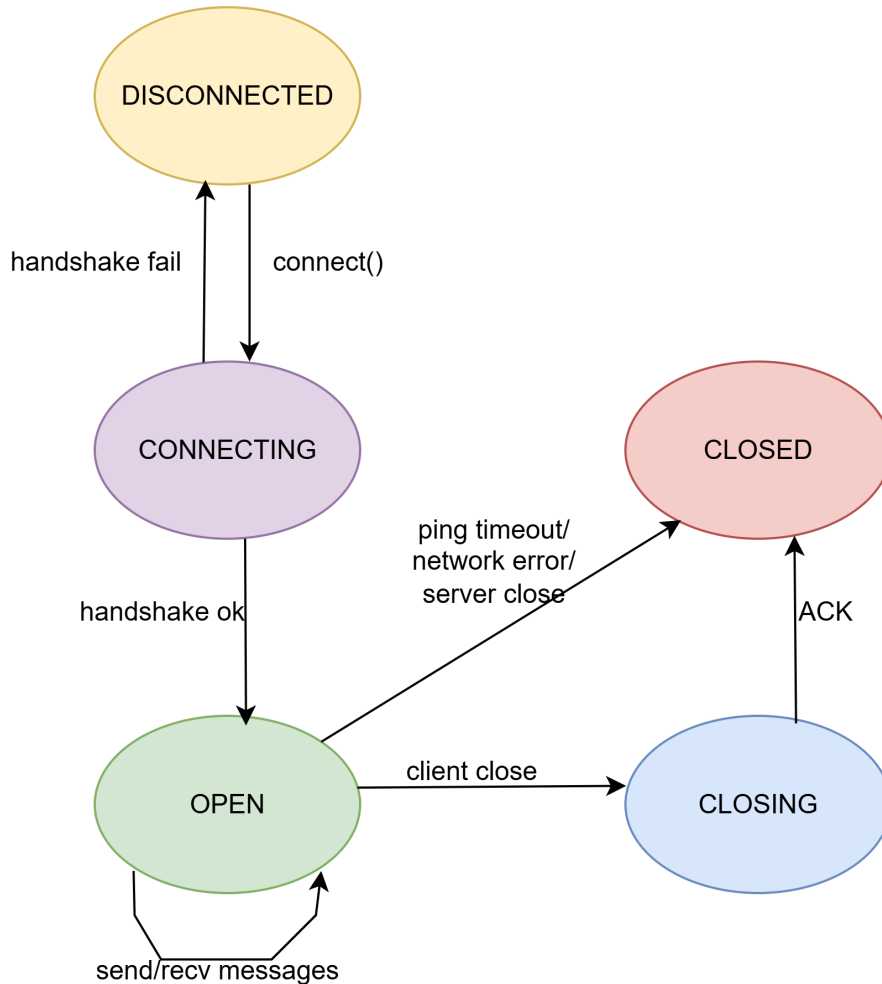 DISCONNECTED
handshake fail
connect()
CONNECTING
CLOSED
ping timeout/
network error/
server close
handshake ok
ACK
client close
OPEN
CLOSING
send/recv messages